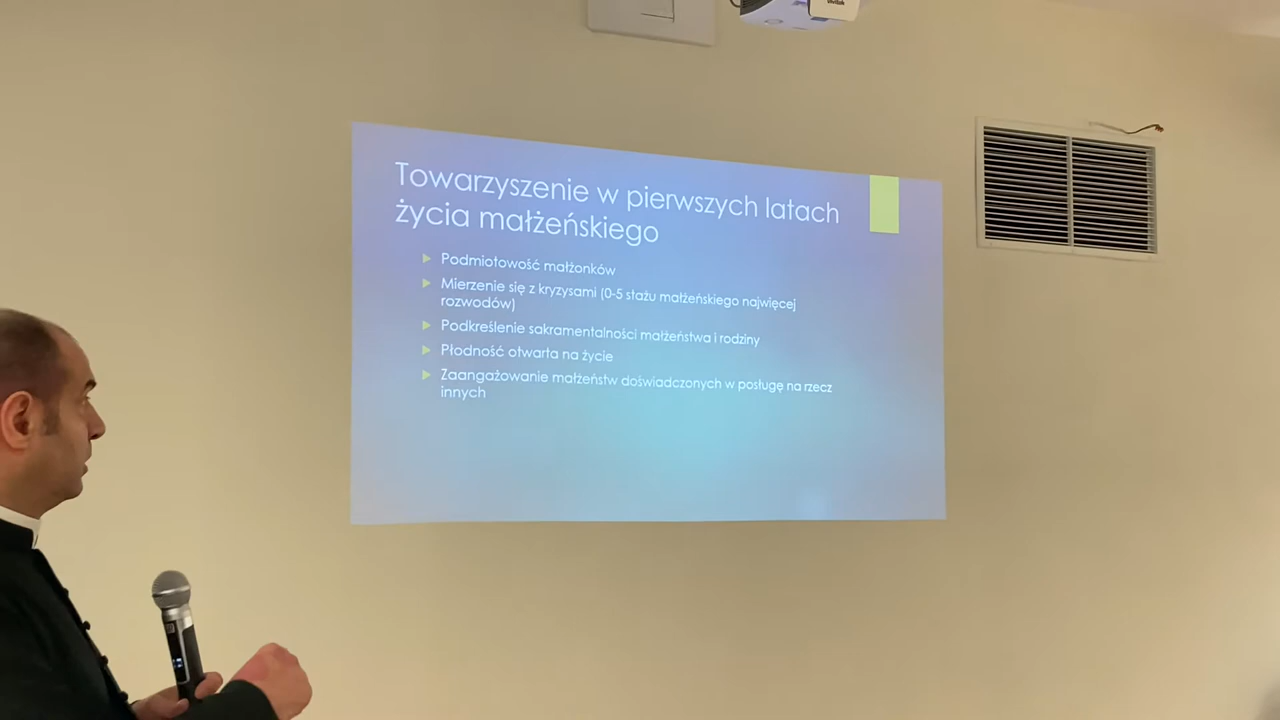 Vivitek
Towarzyszenie w pierwszych latach
życia małżeńskiego
Podmiotowość małżonków
Mierzenie się z kryzysami (0-5 stażu małżeńskiego najwięcej
rozwodów)
Podkreślenie sakramentalności małżeństwa i rodziny
Płodność otwarta na życie
Zaangażowanie małżeństw doświadczonych w posługę na rzecz
innych